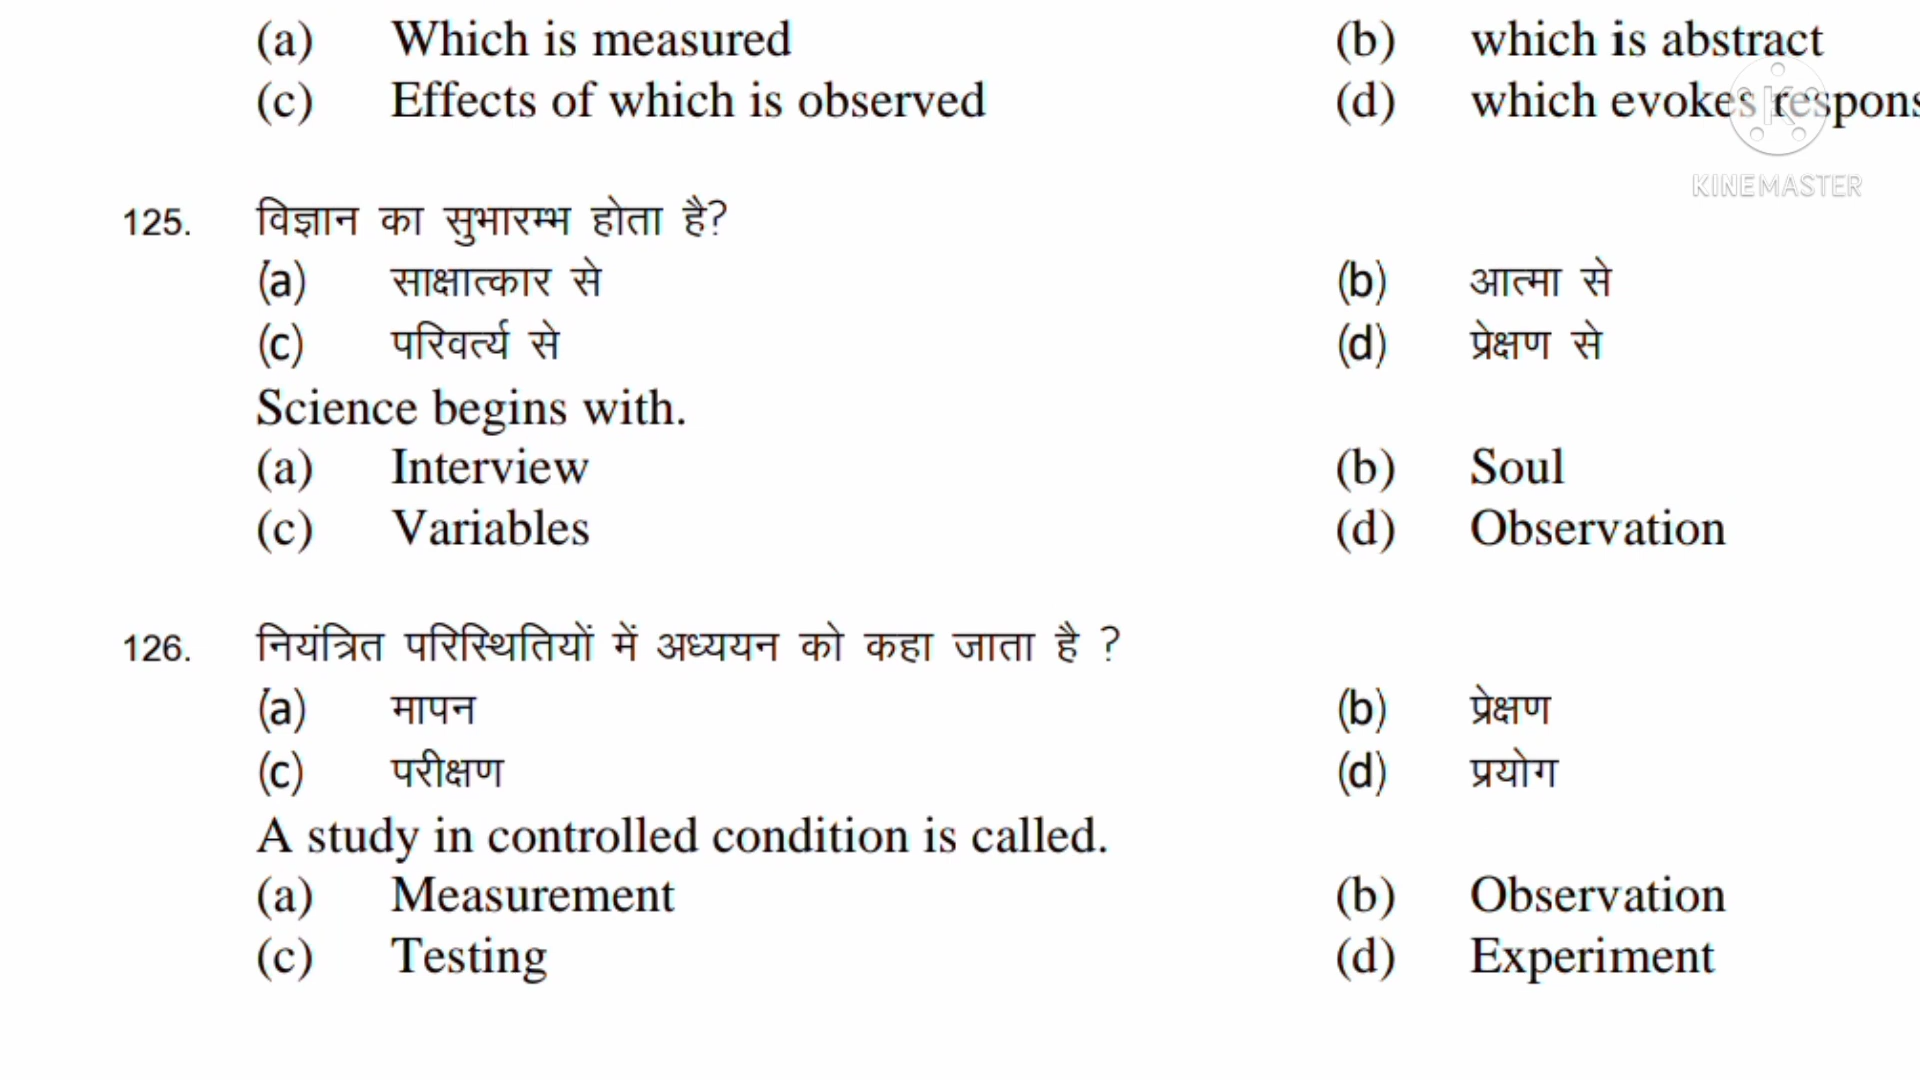 (a) Which is measured (b) which is abstract
(c) Effects of which is observed (d) which evokes respons
KINEMASTER
125. विज्ञान का सुभारम्भ होता है?
(a) साक्षात्कार से (b) आत्मा से
(c) परिवर्त्य से (d) प्रेक्षण से
Science begins with.
(a) Interview (b) Soul
(c) Variables (d) Observation
126. नियंत्रित परिस्थितियों में अध्ययन को कहा जाता है ?
(a) मापन (b) प्रेक्षण
(c) परीक्षण (d) प्रयोग
A study in controlled condition is called.
(a) Measurement (b) Observation
(c) Testing (d) Experiment